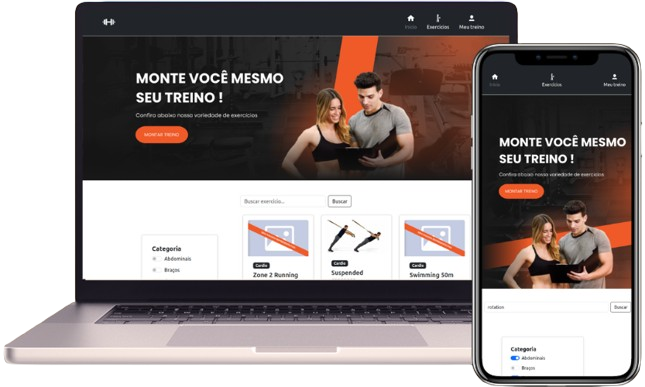 Início
Exercícios
Meu treino
MONTE VOCÊ MESMO
SEU TREINO !
Confira abaixo nossa variedade de exercícios
MONTAR TREINO
Buscar exercício...
Buscar
Categoria
Abdominais
Braços
Cardio
Zone 2 Running
Cardio
Suspended
Cardio
Swimming 50m
Início
Exercícios
Meu treino
MONTE VOCÊ MESMO
SEU TREINO !
Confira abaixo nossa variedade de exercícios
MONTAR TREINO
rotation
Buscar
Categoria
Abdominais
Braços